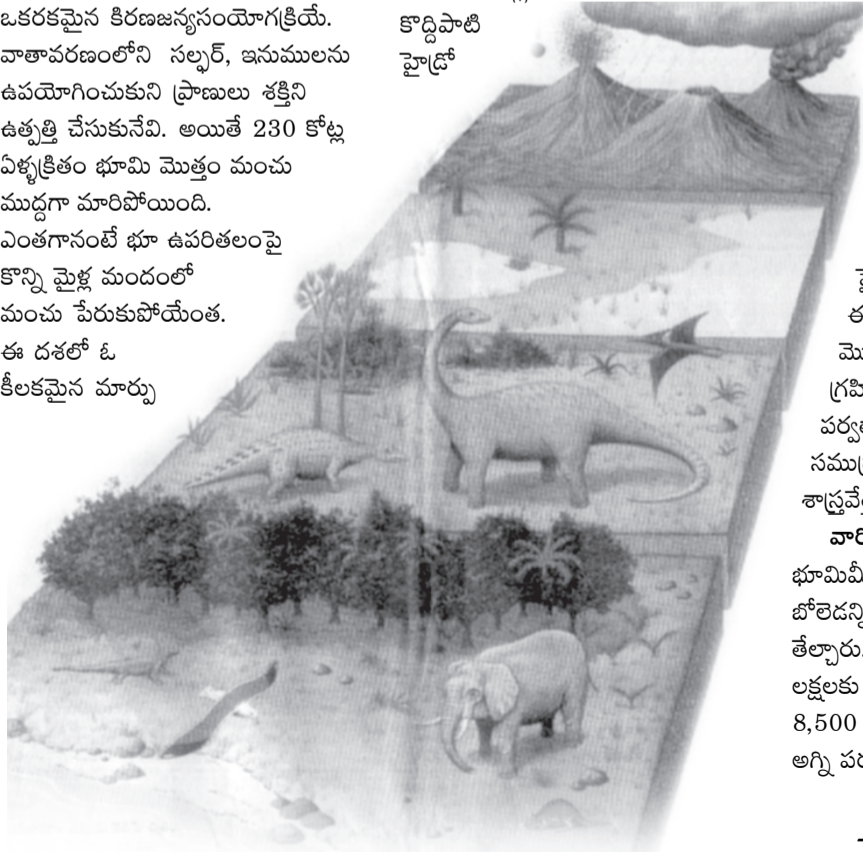 ఒకరకమైన కిరణజన్యసంయోగక్రియే.
వాతావరణంలోని సల్ఫర్, ఇనుములను
ఉపయోగించుకుని ప్రాణులు శక్తిని
ఉత్పత్తి చేసుకునేవి. అయితే 230 కోట్ల
ఏళ్ళక్రితం భూమి మొత్తం మంచు
ముద్దగా మారిపోయింది.
ఎంతగానంటే భూ ఉపరితలంపై
కొన్ని మైళ్ల మందంలో
మంచు పేరుకుపోయేంత.
ఈ దశలో ఓ
కీలకమైన మార్పు
కొద్దిపాటి
హైడ్రో
భూమిమీ
బోలెడన్ని
తేల్చారు.
లక్షలకు
8,500
అగ్ని